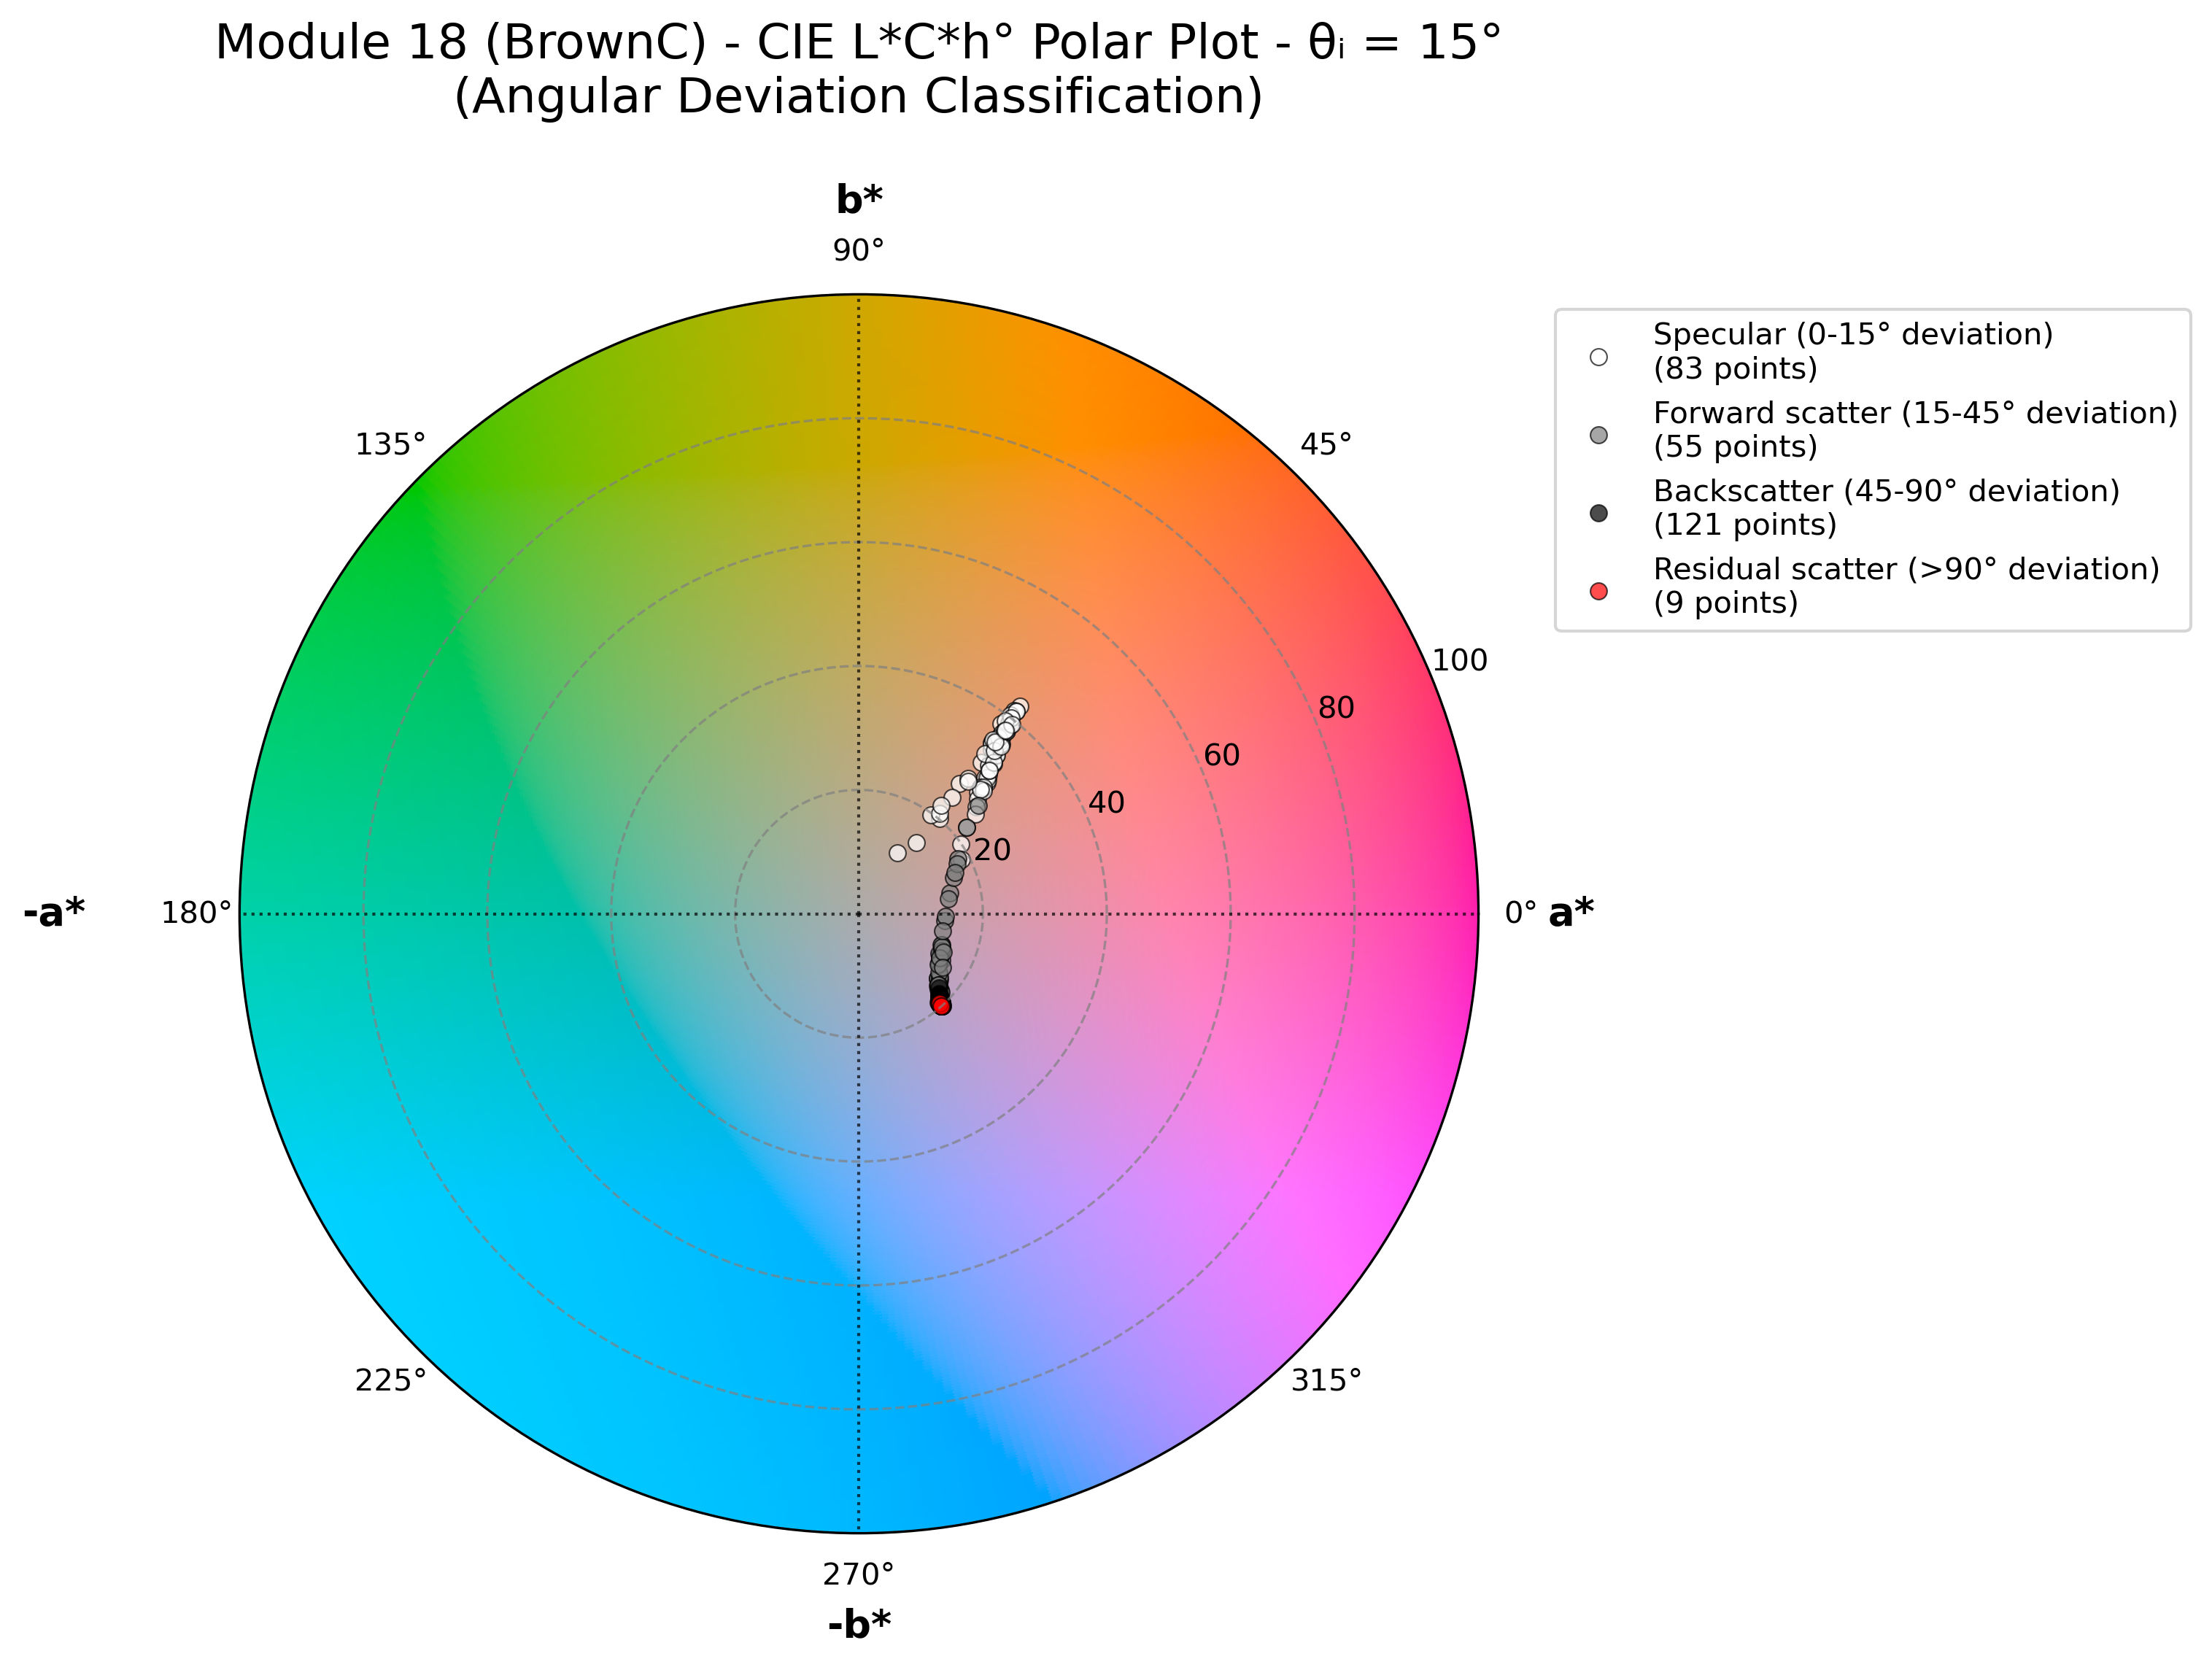 Module 18 (BrownC) - CIE L*C*h° Polar Plot - θᵢ = 15°
(Angular Deviation Classification)
b*
90°
135°
45°
Specular (0-15° deviation)
(83 points)
Forward scatter (15-45° deviation)
(55 points)
Backscatter (45-90° deviation)
(121 points)
Residual scatter (>90° deviation)
(9 points)
100
80
60
40
20
-a*
180°
0°
a*
225°
315°
270°
-b*